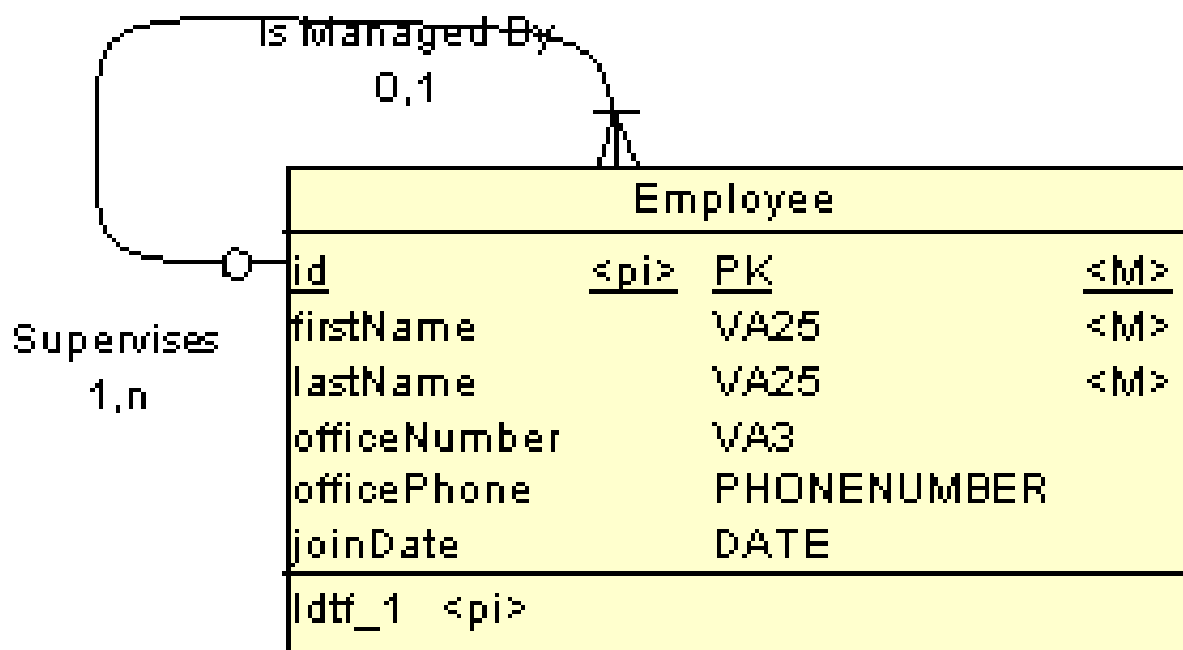 Is Managed By
0,1
Employee
id <pi> PK <M>
firstName VA25 <M>
lastName VA25 <M>
officeNumber VA3
officePhone PHONENUMBER
joinDate DATE
Idtf_1 <pi>
Supervises
1,n